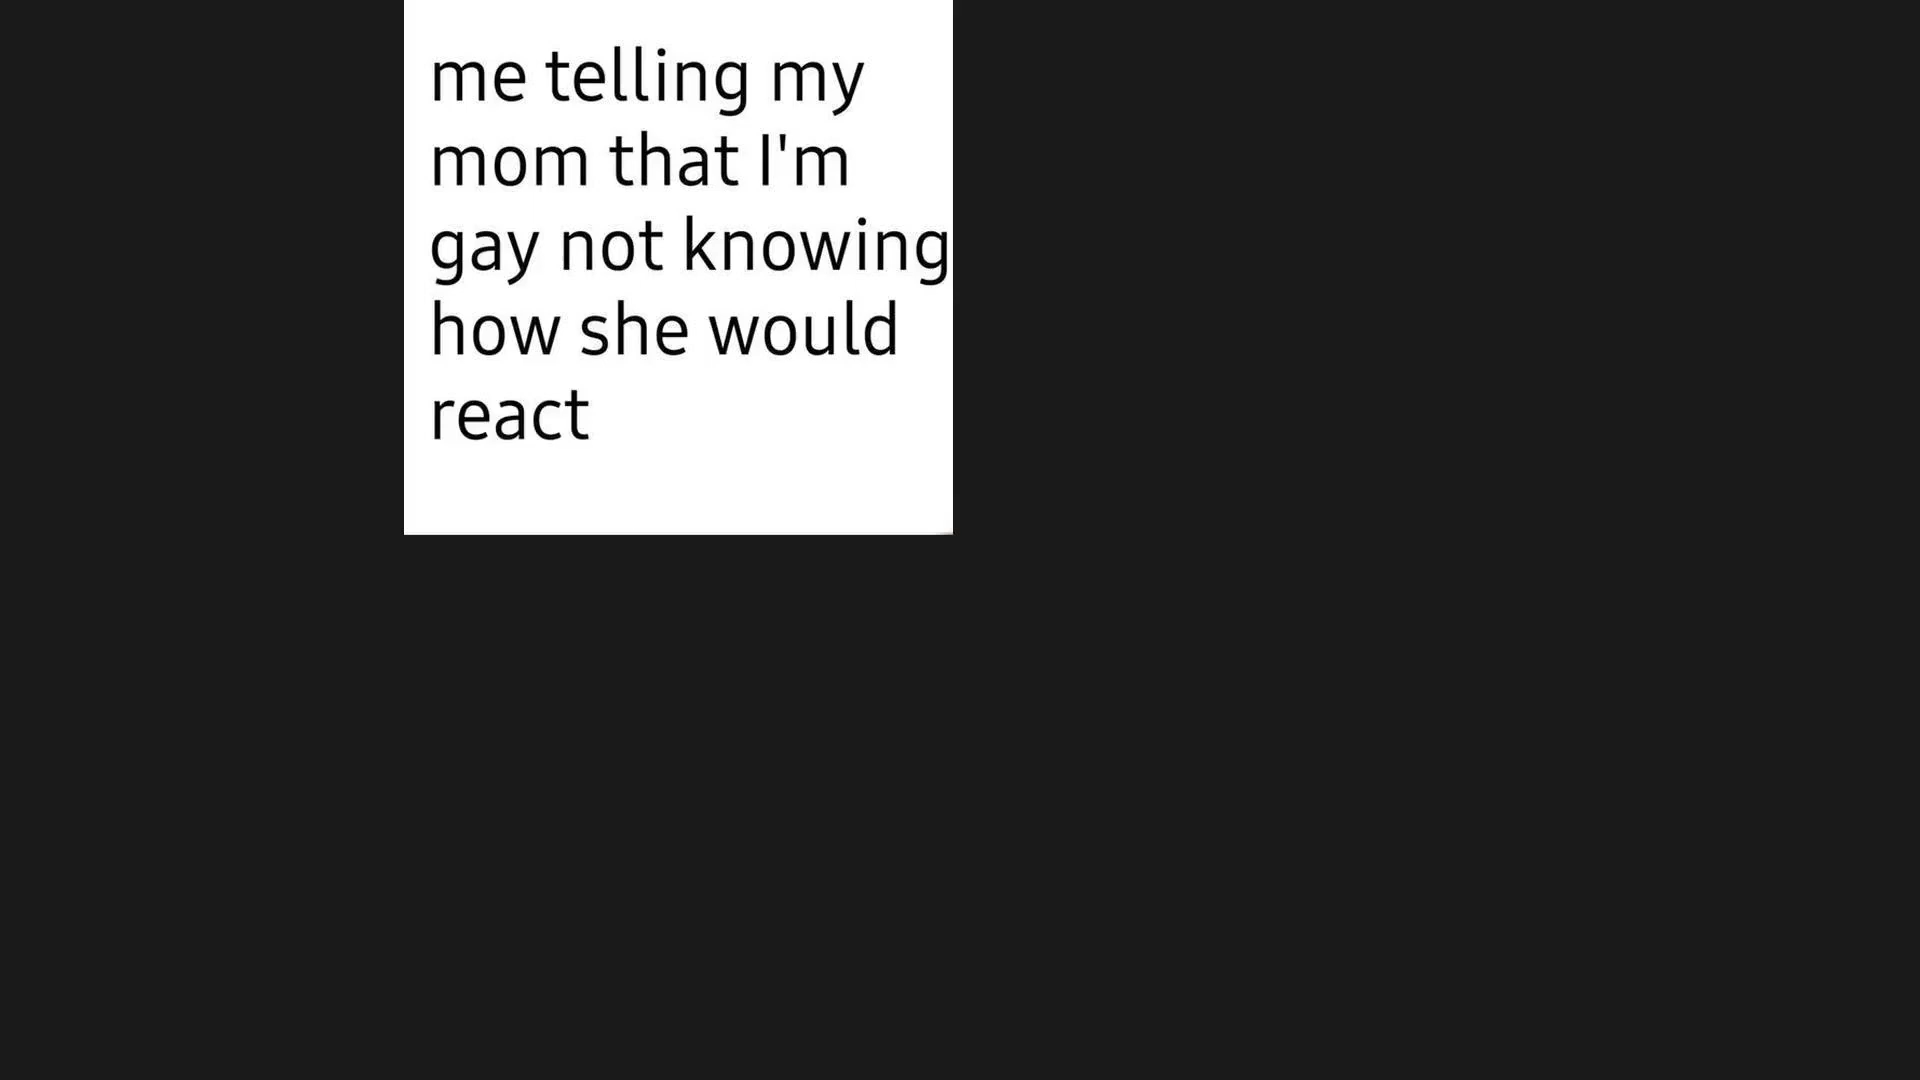 me telling my
mom that I'm
gay not knowing
how she would
react